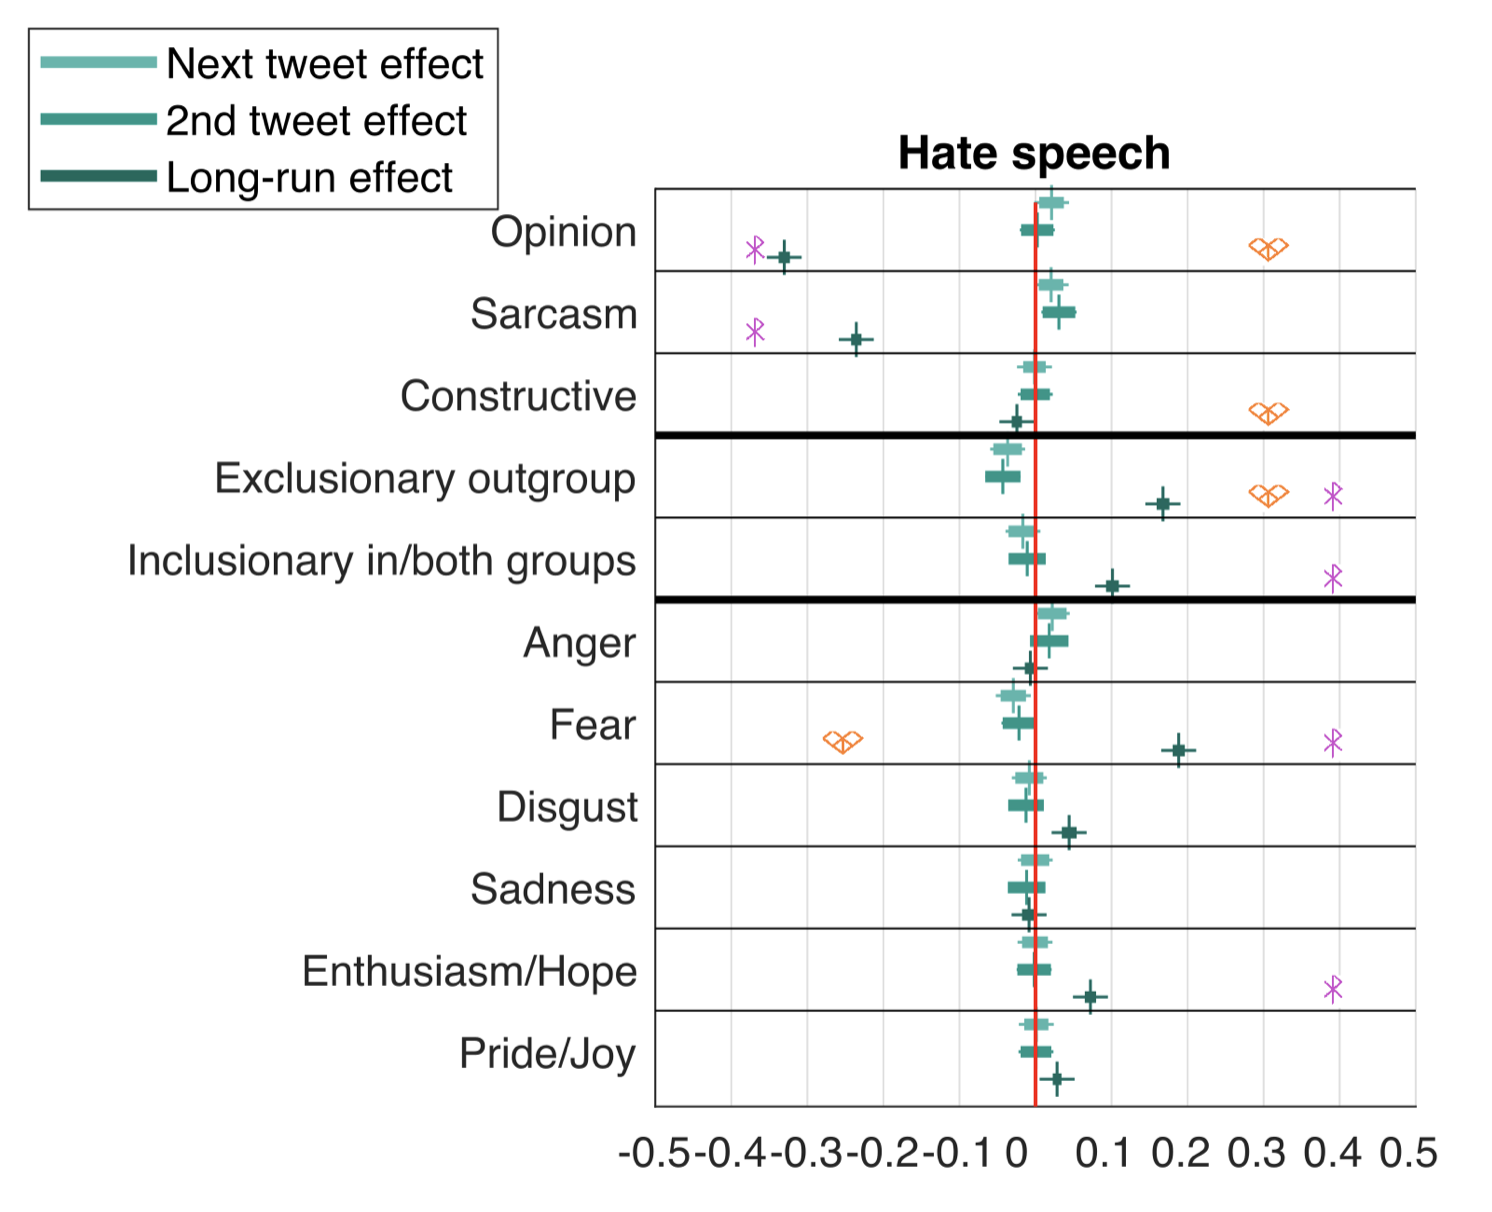 Next tweet effect
2nd tweet effect
Long-run effect
Hate speech
Opinion
Sarcasm
Constructive
Exclusionary outgroup
Inclusionary in/both groups
Anger
Fear
Disgust
Sadness
Enthusiasm/Hope
Pride/Joy
-0.5 -0.4 -0.3 -0.2 -0.1 0 0.1 0.2 0.3 0.4 0.5